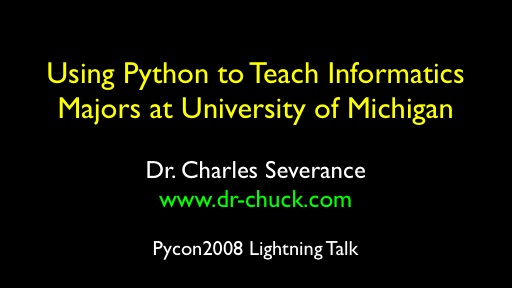 Using Python to Teach Informatics
Majors at University of Michigan
Dr. Charles Severance
www.dr-chuck.com
Pycon2008 Lightning Talk